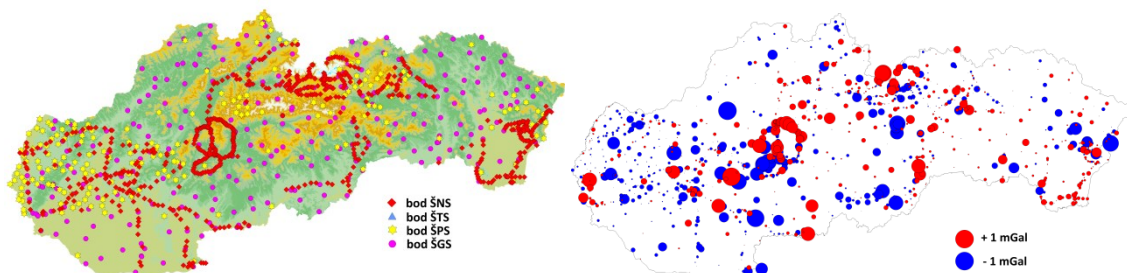 bod ŠNS
bod ŠTS
bod ŠPS
bod ŠGS
+ 1 mGal
- 1 mGal